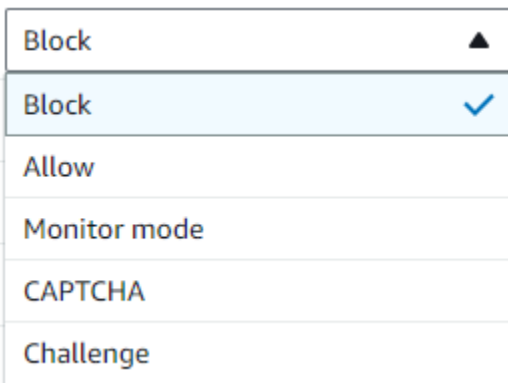 Block
Block
Allow
Monitor mode
CAPTCHA
Challenge